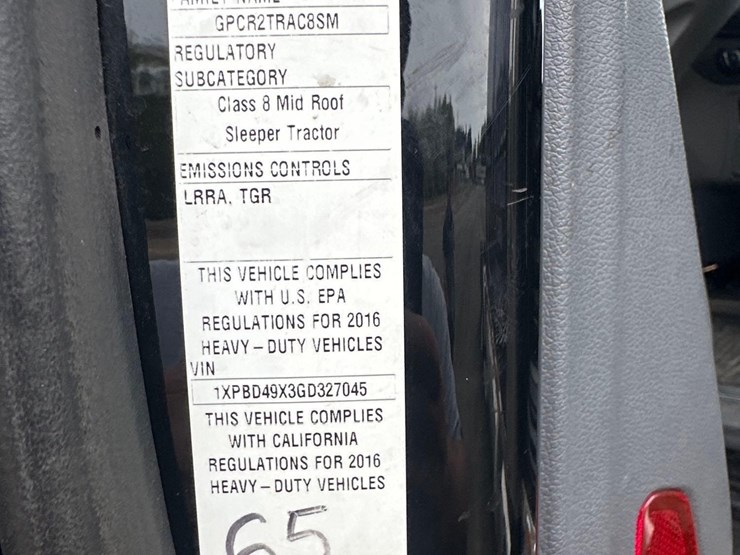 FAMILY NAME
GPCR2TRAC8SM
REGULATORY
SUBCATEGORY
Class 8 Mid Roof
Sleeper Tractor
EMISSIONS CONTROLS
LRRA, TGR
THIS VEHICLE COMPLIES
WITH U.S. EPA
REGULATIONS FOR 2016
HEAVY-DUTY VEHICLES
VIN
1XPBD49X3GD327045
THIS VEHICLE COMPLIES
WITH CALIFORNIA
REGULATIONS FOR 2016
HEAVY-DUTY VEHICLES
65